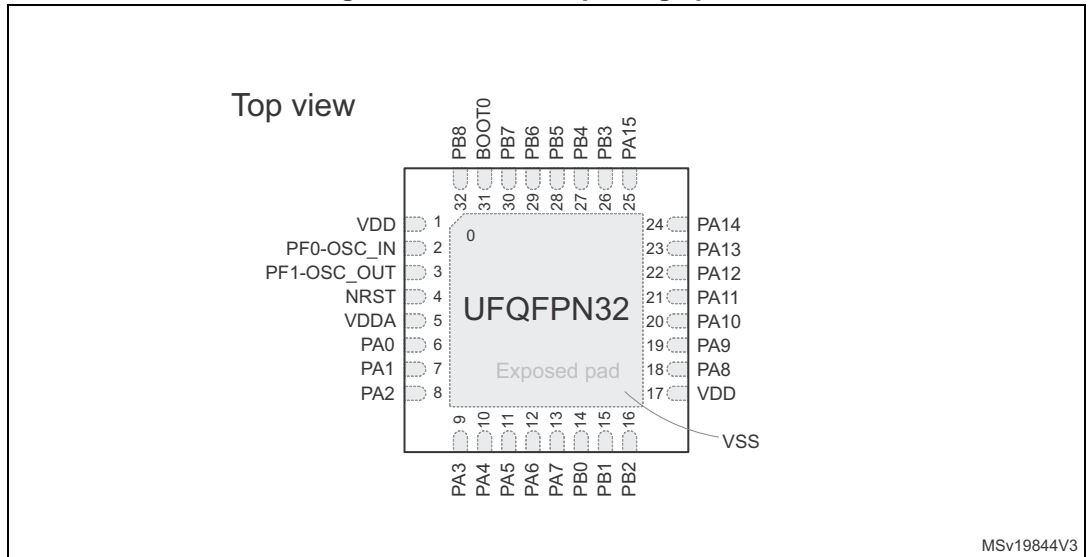 Top view
PB8
BOOT0
PB7
PB6
PB5
PB4
PB3
PA15
32
31
30
29
28
27
26
25
VDD 1
PF0-OSC_IN 2
PF1-OSC_OUT 3
NRST 4
VDDA 5
PA0 6
PA1 7
PA2 8
0
UFQFPN32
Exposed pad
24 PA14
23 PA13
22 PA12
21 PA11
20 PA10
19 PA9
18 PA8
17 VDD
VSS
9
10
11
12
13
14
15
16
PA3
PA4
PA5
PA6
PA7
PB0
PB1
PB2
MSv19844V3